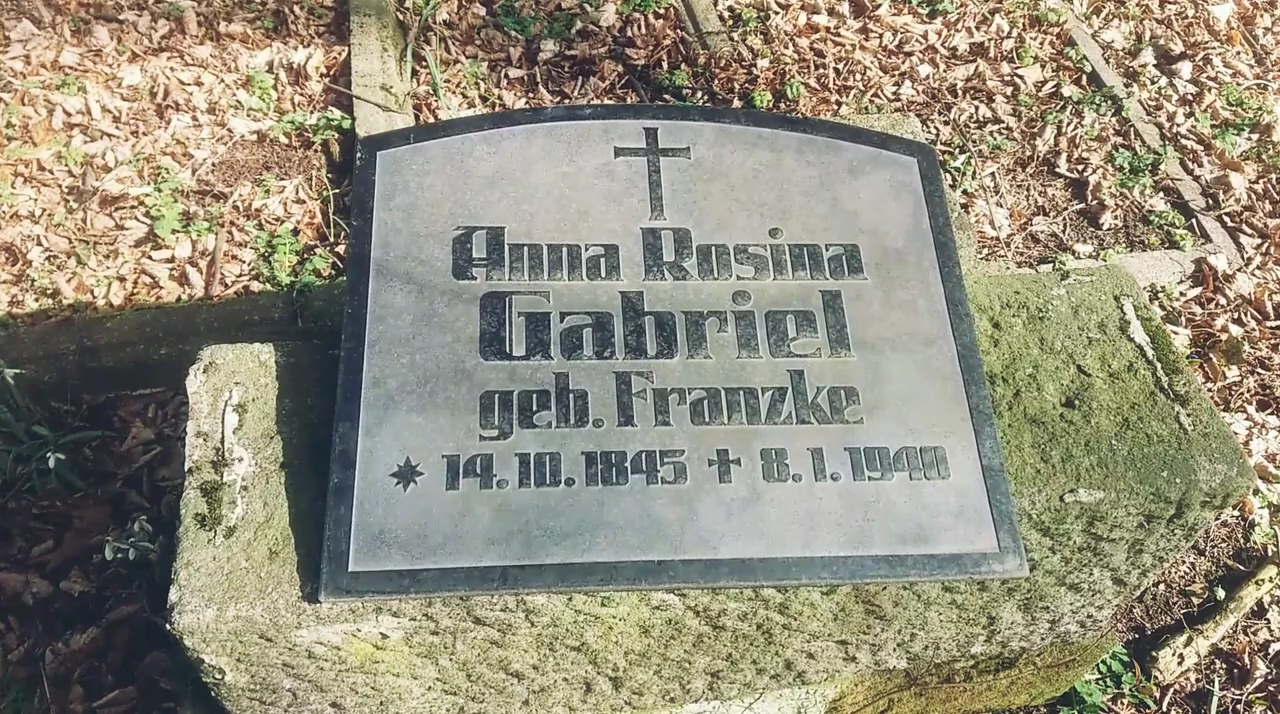 Anna Rosina
Gabriel
geb. Franzke
* 14.10.1845 ✝ 8.1.1940